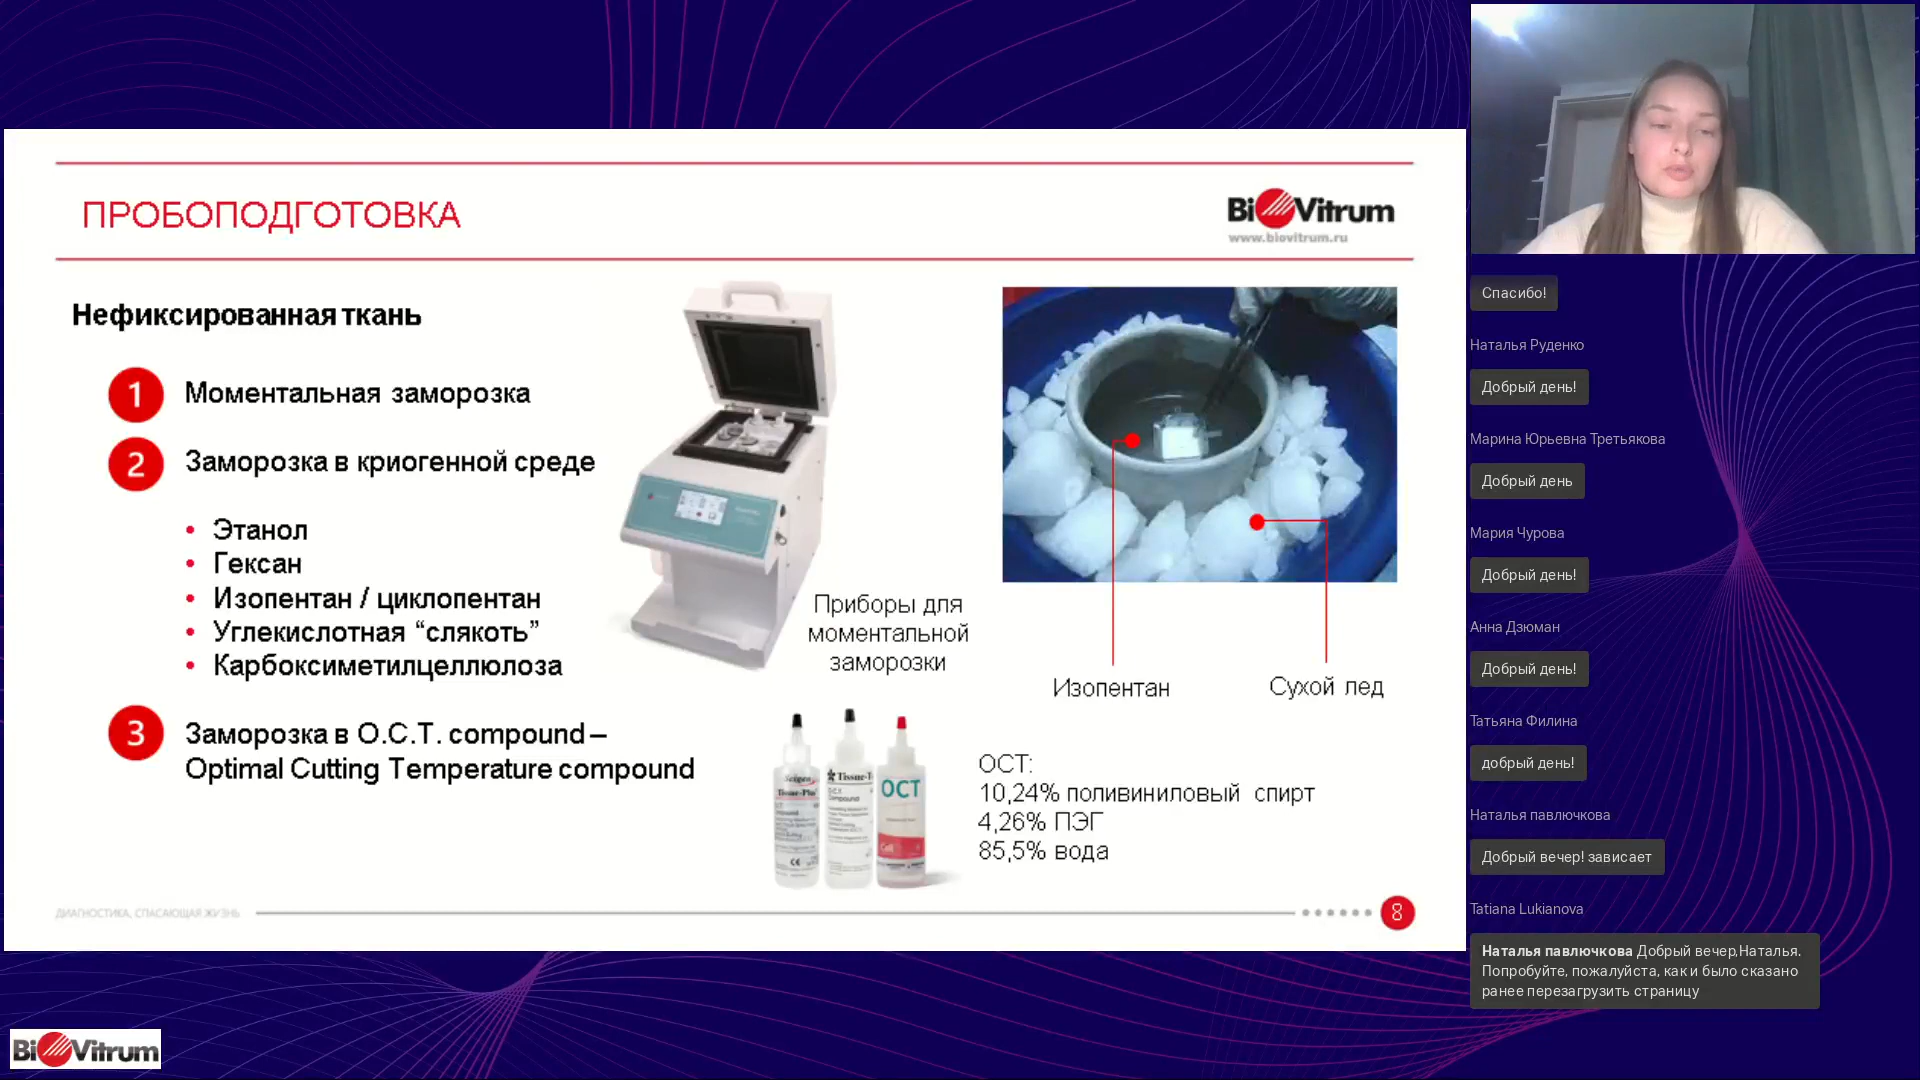 ПРОБОПОДГОТОВКА
BioVitrum
www.biovitrum.ru
Нефиксированная ткань
1 Моментальная заморозка
2 Заморозка в криогенной среде
• Этанол
• Гексан
• Изопентан / циклопентан
• Углекислотная “слякоть”
• Карбоксиметилцеллюлоза
3 Заморозка в O.C.T. compound –
Optimal Cutting Temperature compound
Приборы для
моментальной
заморозки
Изопентан
Сухой лед
Tissue-Plus
Tissue-T
OCT
ОСТ:
10,24% поливиниловый спирт
4,26% ПЭГ
85,5% вода
ДИАГНОСТИКА, СПАСАЮЩАЯ ЖИЗНЬ
8
BioVitrum
Спасибо!
Наталья Руденко
Добрый день!
Марина Юрьевна Третьякова
Добрый день
Мария Чурова
Добрый день!
Анна Дзюман
Добрый день!
Татьяна Филина
добрый день!
Наталья павлючкова
Добрый вечер! зависает
Tatiana Lukianova
Наталья павлючкова Добрый вечер,Наталья.
Попробуйте, пожалуйста, как и было сказано
ранее перезагрузить страницу